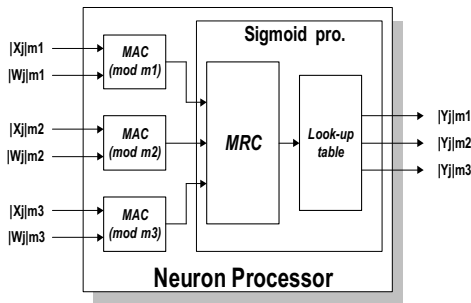 Sigmoid pro.
|Xj|m1
|Wj|m1
MAC
(mod m1)
|Xj|m2
|Wj|m2
MAC
(mod m2)
|Xj|m3
|Wj|m3
MAC
(mod m3)
MRC
Look-up
table
|Yj|m1
|Yj|m2
|Yj|m3
Neuron Processor